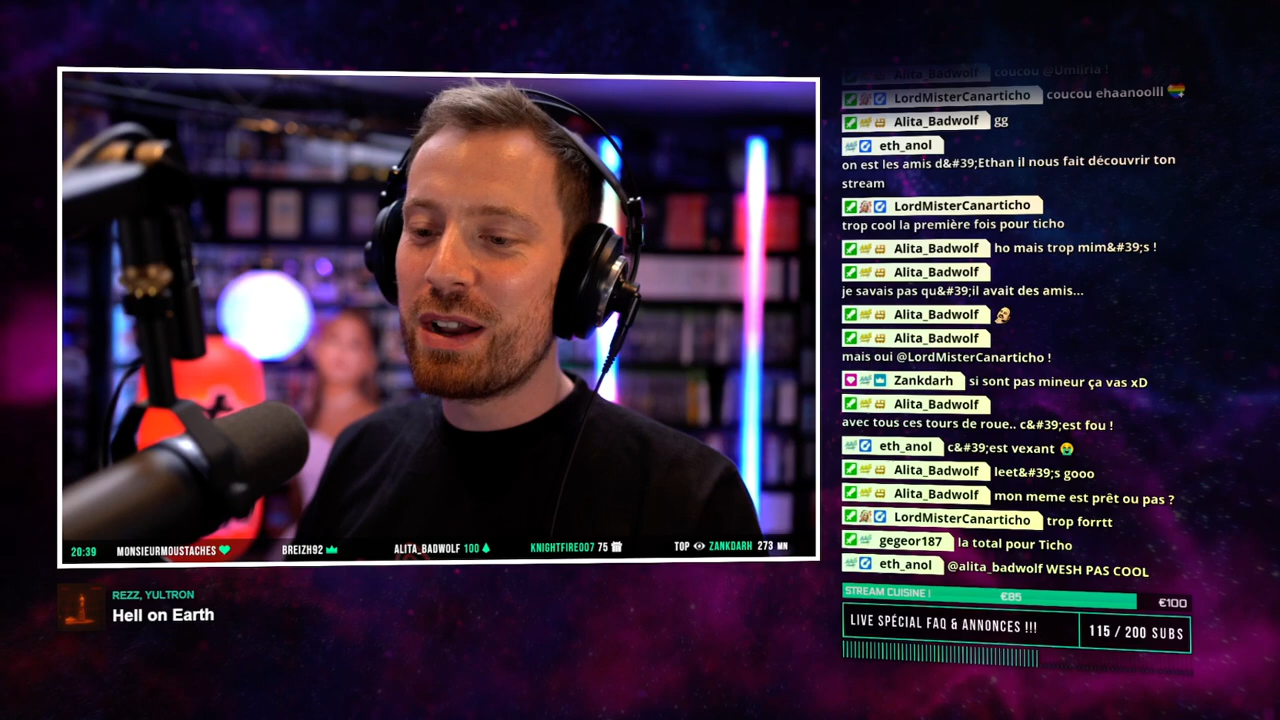 Alita_Badwolf coucou @Umliria !
LordMisterCanarticho coucou ehaanoolll
Alita_Badwolf gg
eth_anol
on est les amis d&#39;Ethan il nous fait découvrir ton
stream
LordMisterCanarticho
trop cool la première fois pour ticho
Alita_Badwolf ho mais trop mim&#39;s !
Alita_Badwolf
je savais pas qu&#39;il avait des amis...
Alita_Badwolf
Alita_Badwolf
mais oui @LordMisterCanarticho !
Zankdarh si sont pas mineur ça vas xD
Alita_Badwolf
avec tous ces tours de roue.. c&#39;est fou !
eth_anol c&#39;est vexant
Alita_Badwolf leet&#39;s gooo
Alita_Badwolf mon meme est prêt ou pas ?
LordMisterCanarticho trop forrtt
gegeor187 la total pour Ticho
eth_anol @alita_badwolf WESH PAS COOL
20:39 MONSIEURMOUSTACHES BREIZH92 ALITA_BADWOLF 100 KNIGHTFIRE007 75 TOP ZANKDARH 273 MN
REZZ, YULTRON
Hell on Earth
STREAM CUISINE ! €85 €100
LIVE SPÉCIAL FAQ & ANNONCES !!! 115 / 200 SUBS